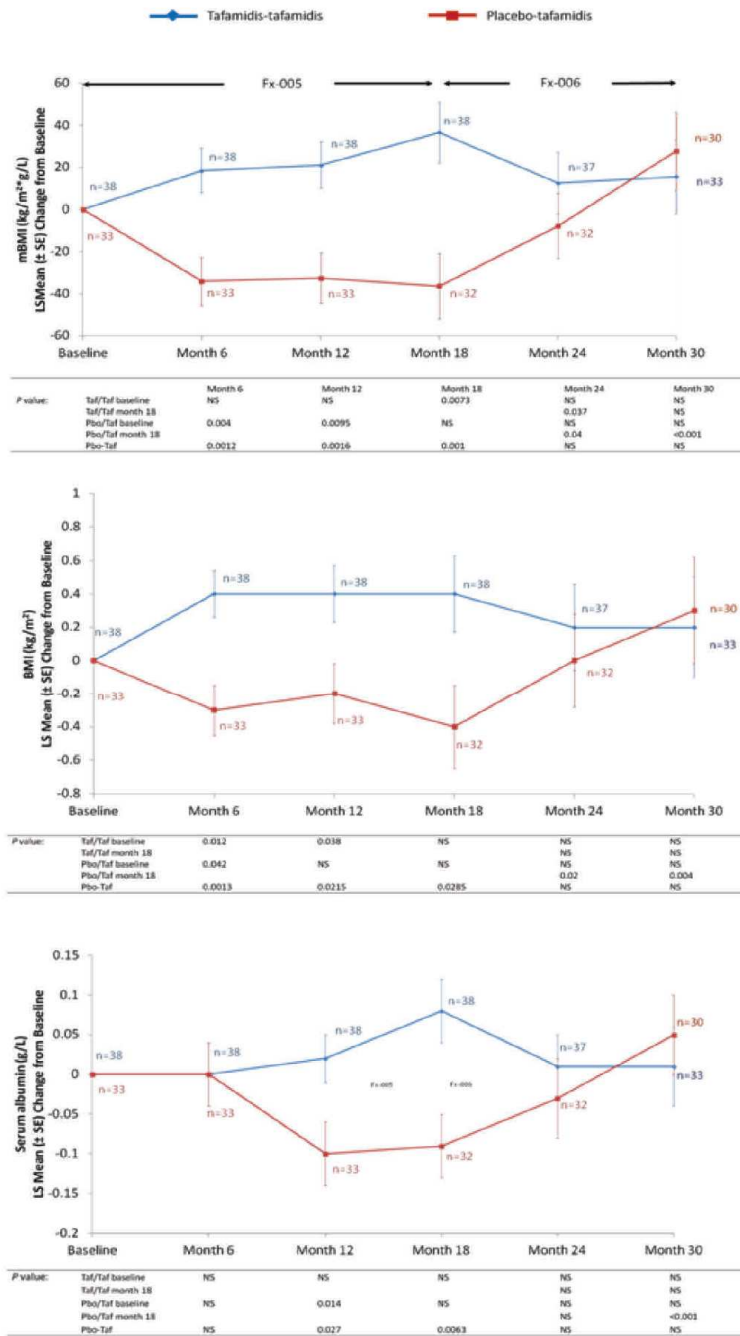 Tafamidis-tafamidis Placebo-tafamidis
mBMI (kg/m²*g/L)
LSMean (± SE) Change from Baseline
60
40
20
0
-20
-40
-60
Fx-005 Fx-006
n=38
n=33
n=38
n=33
n=38
n=33
n=38
n=32
n=37
n=32
n=30
n=33
Baseline Month 6 Month 12 Month 18 Month 24 Month 30
Month 6 Month 12 Month 18 Month 24 Month 30
P value: Taf/Taf baseline NS NS 0.0073 NS NS
Taf/Taf month 18 0.037 NS
Pbo/Taf baseline 0.004 0.0095 NS NS NS
Pbo/Taf month 18 0.04 <0.001
Pbo-Taf 0.0012 0.0016 0.001 NS NS
BMI (kg/m²)
LS Mean (± SE) Change from Baseline
1
0.8
0.6
0.4
0.2
0
-0.2
-0.4
-0.6
-0.8
n=38
n=33
n=38
n=33
n=38
n=33
n=38
n=32
n=37
n=32
n=30
n=33
Baseline Month 6 Month 12 Month 18 Month 24 Month 30
P value: Taf/Taf baseline 0.012 0.038 NS NS NS
Taf/Taf month 18 NS NS
Pbo/Taf baseline 0.042 NS NS NS NS
Pbo/Taf month 18 0.02 0.004
Pbo-Taf 0.0013 0.0215 0.0285 NS NS
Serum albumin (g/L)
LS Mean (± SE) Change from Baseline
0.15
0.1
0.05
0
-0.05
-0.1
-0.15
-0.2
n=38
n=33
n=38
n=33
n=38
n=33
n=38
n=32
n=37
n=32
n=30
n=33
Fx-005 Fx-006
Baseline Month 6 Month 12 Month 18 Month 24 Month 30
P value: Taf/Taf baseline NS NS NS NS NS
Taf/Taf month 18 NS NS
Pbo/Taf baseline NS 0.014 NS NS NS
Pbo/Taf month 18 NS <0.001
Pbo-Taf NS 0.027 0.0063 NS NS